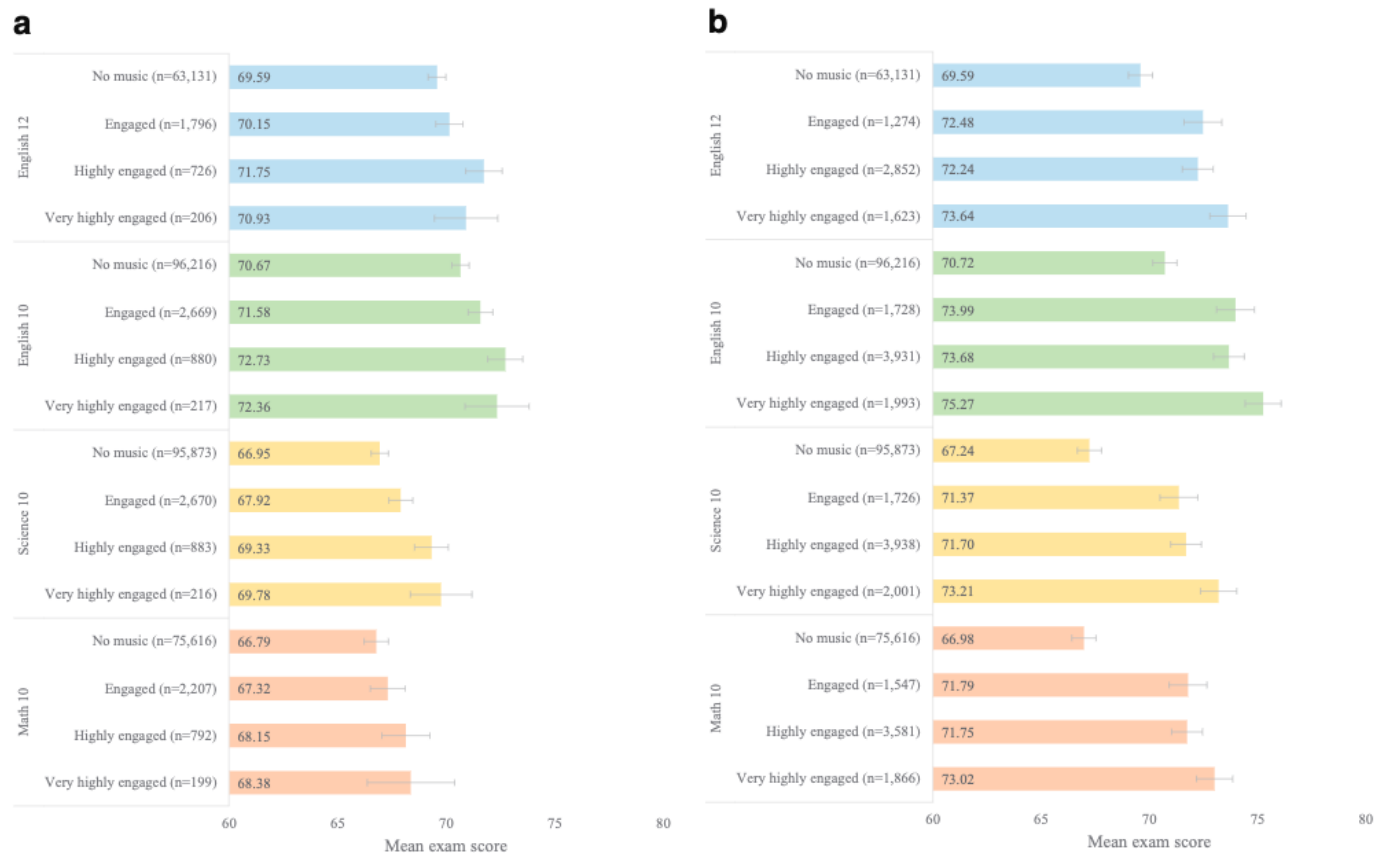 a
English 12
No music (n=63,131) 69.59
Engaged (n=1,796) 70.15
Highly engaged (n=726) 71.75
Very highly engaged (n=206) 70.93
English 10
No music (n=96,216) 70.67
Engaged (n=2,669) 71.58
Highly engaged (n=880) 72.73
Very highly engaged (n=217) 72.36
Science 10
No music (n=95,873) 66.95
Engaged (n=2,670) 67.92
Highly engaged (n=883) 69.33
Very highly engaged (n=216) 69.78
Math 10
No music (n=75,616) 66.79
Engaged (n=2,207) 67.32
Highly engaged (n=792) 68.15
Very highly engaged (n=199) 68.38
60 65 70 75 80
Mean exam score
b
English 12
No music (n=63,131) 69.59
Engaged (n=1,274) 72.48
Highly engaged (n=2,852) 72.24
Very highly engaged (n=1,623) 73.64
English 10
No music (n=96,216) 70.72
Engaged (n=1,728) 73.99
Highly engaged (n=3,931) 73.68
Very highly engaged (n=1,993) 75.27
Science 10
No music (n=95,873) 67.24
Engaged (n=1,726) 71.37
Highly engaged (n=3,938) 71.70
Very highly engaged (n=2,001) 73.21
Math 10
No music (n=75,616) 66.98
Engaged (n=1,547) 71.79
Highly engaged (n=3,581) 71.75
Very highly engaged (n=1,866) 73.02
60 65 70 75 80
Mean exam score